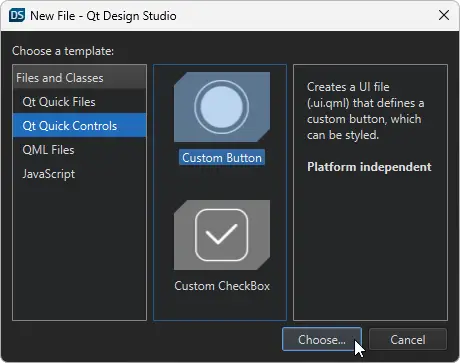 DS New File - Qt Design Studio
Choose a template:
Files and Classes
Qt Quick Files
Qt Quick Controls
QML Files
JavaScript
Custom Button
Custom CheckBox
Creates a UI file
(.ui.qml) that defines a
custom button, which
can be styled.
Platform independent
Choose...
Cancel